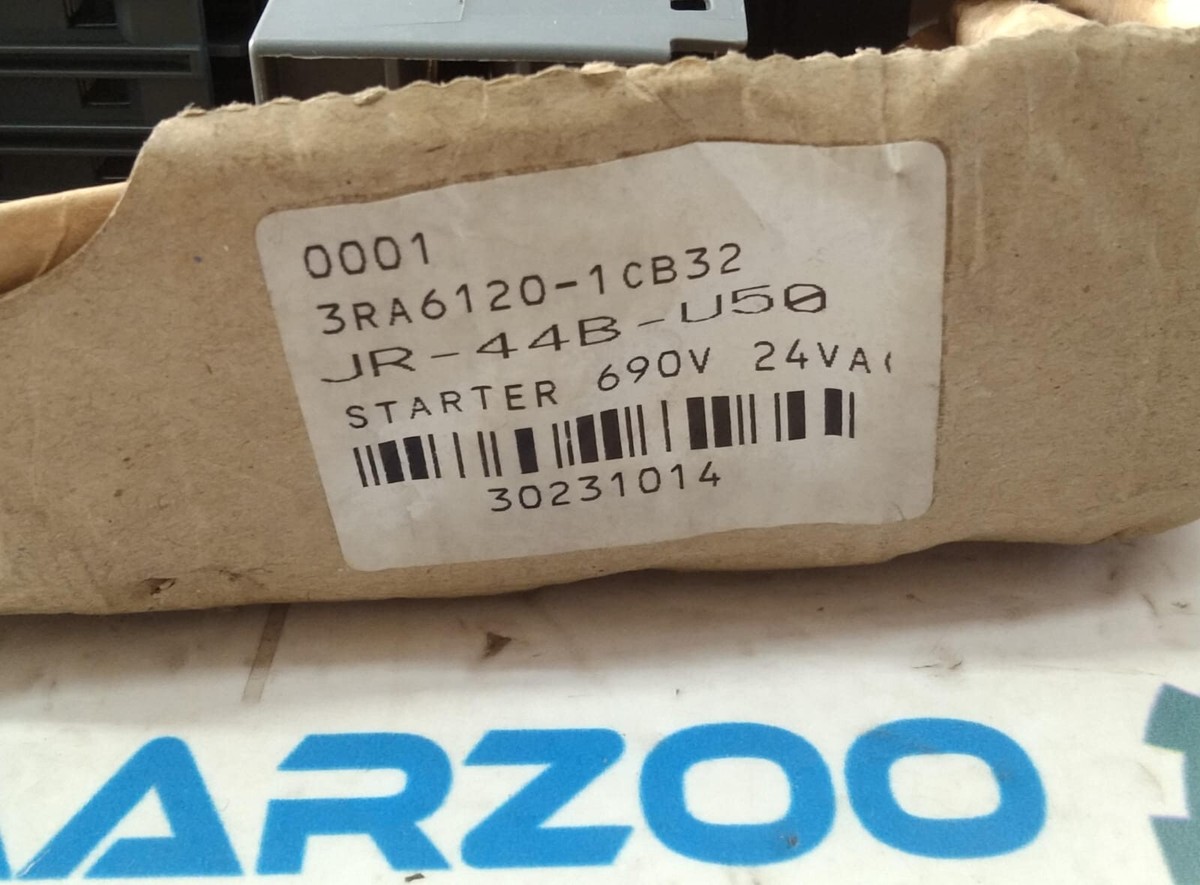 0001
3RA6120-1CB32
JR-44B-U50
STARTER 690V 24VA
30231014
ARZOO